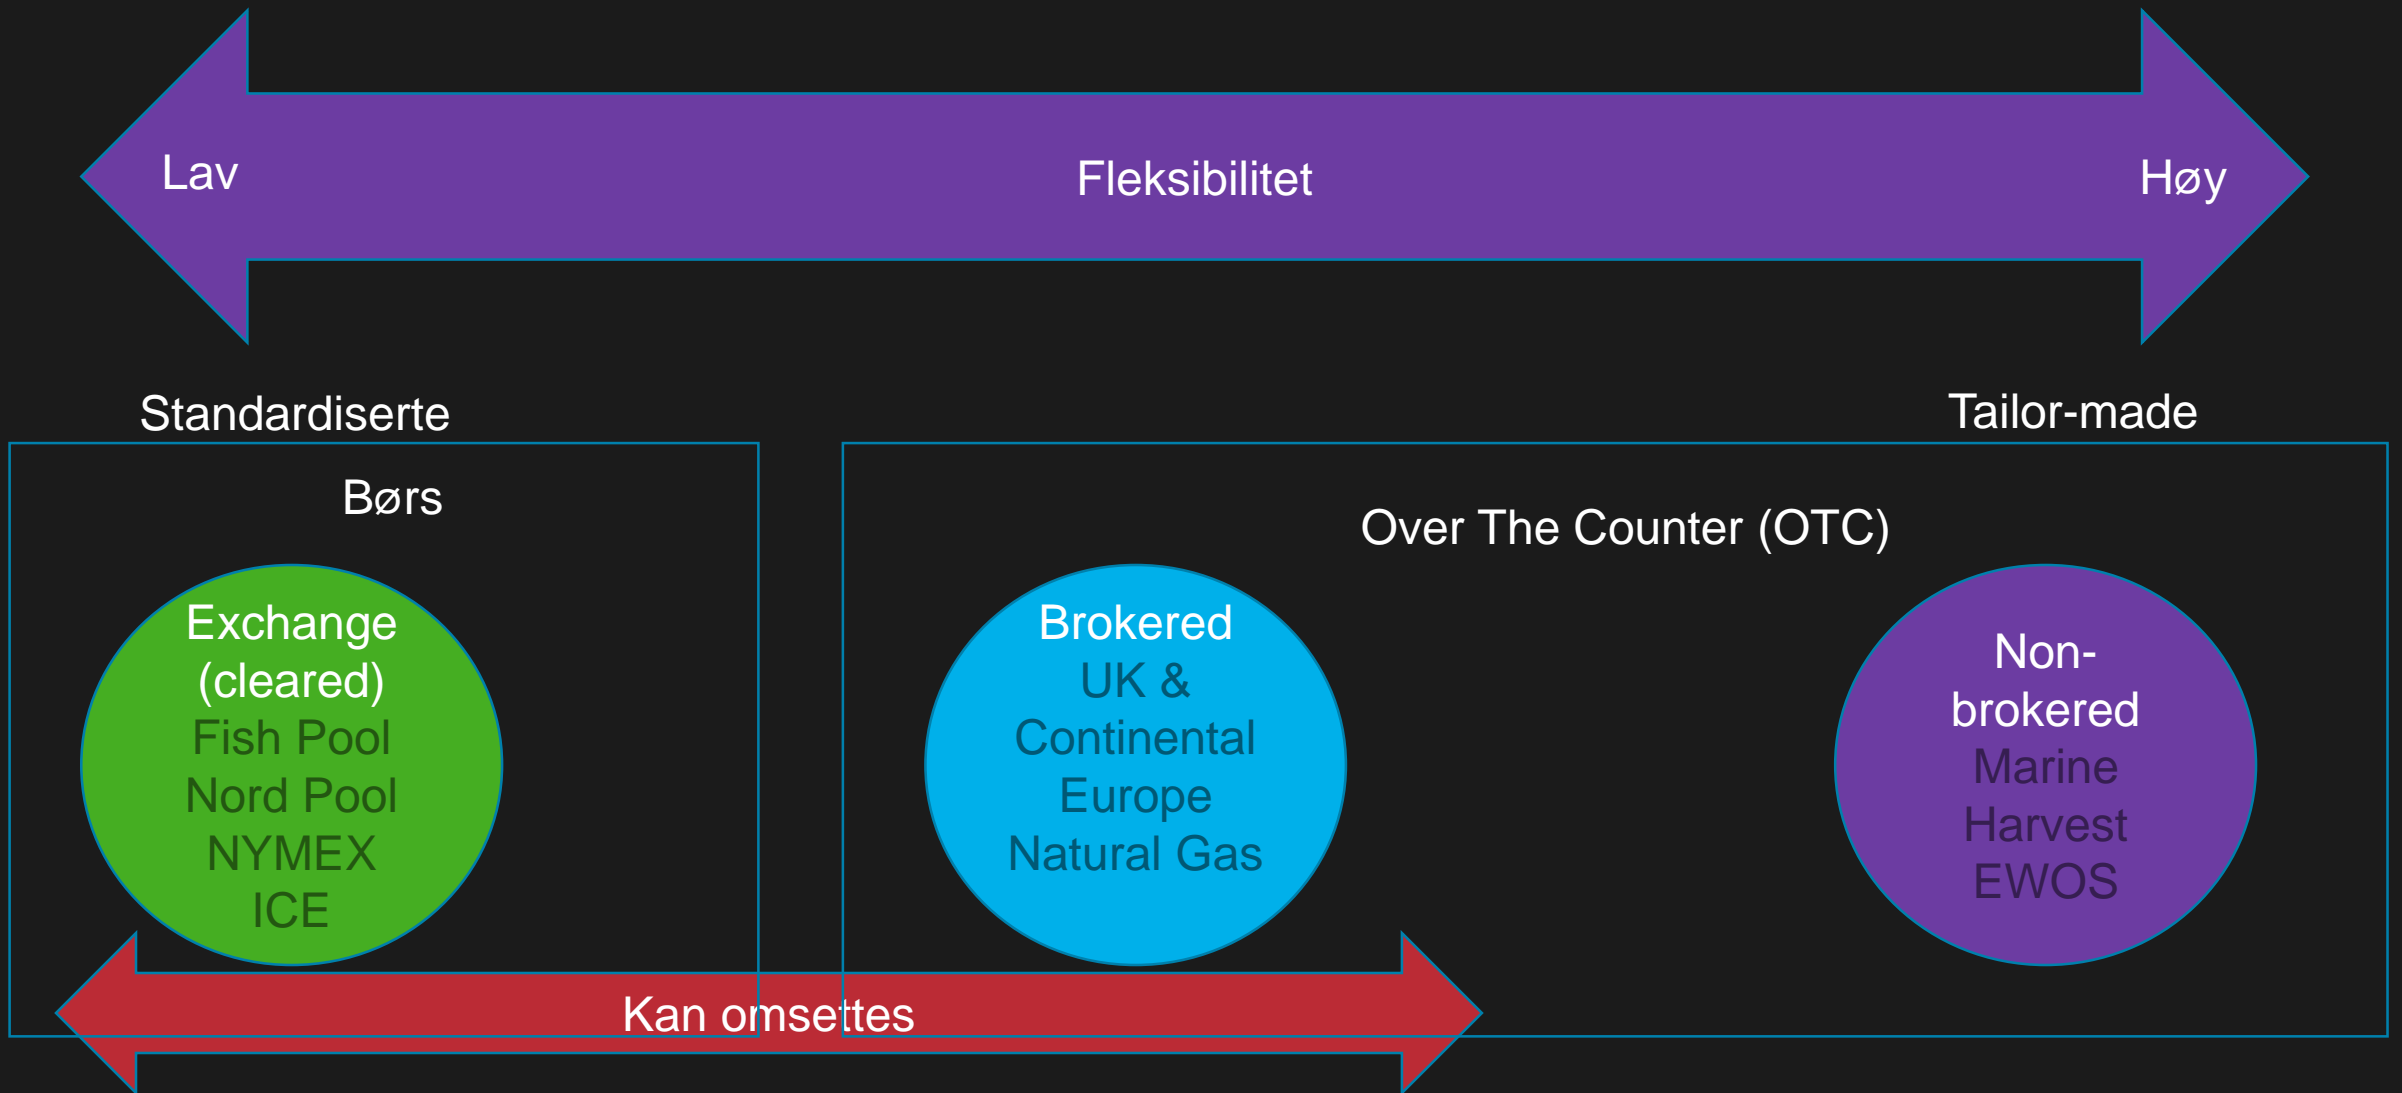 Lav
Fleksibilitet
Høy
Standardiserte
Tailor-made
Børs
Over The Counter (OTC)
Exchange
(cleared)
Fish Pool
Nord Pool
NYMEX
ICE
Brokered
UK &
Continental
Europe
Natural Gas
Non-
brokered
Marine
Harvest
EWOS
Kan omsettes